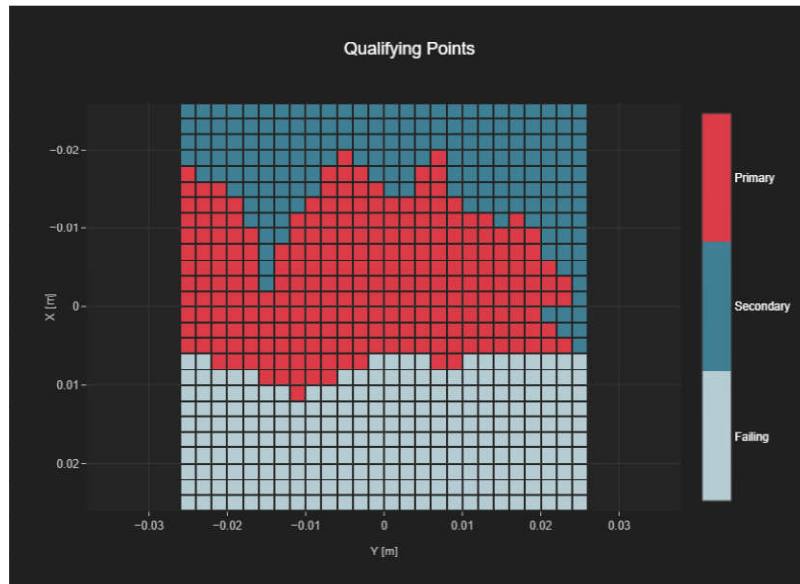 Qualifying Points
Primary
Secondary
Failing
−0.02
−0.01
0
0.01
0.02
X [m]
−0.03
−0.02
−0.01
0
0.01
0.02
0.03
Y [m]